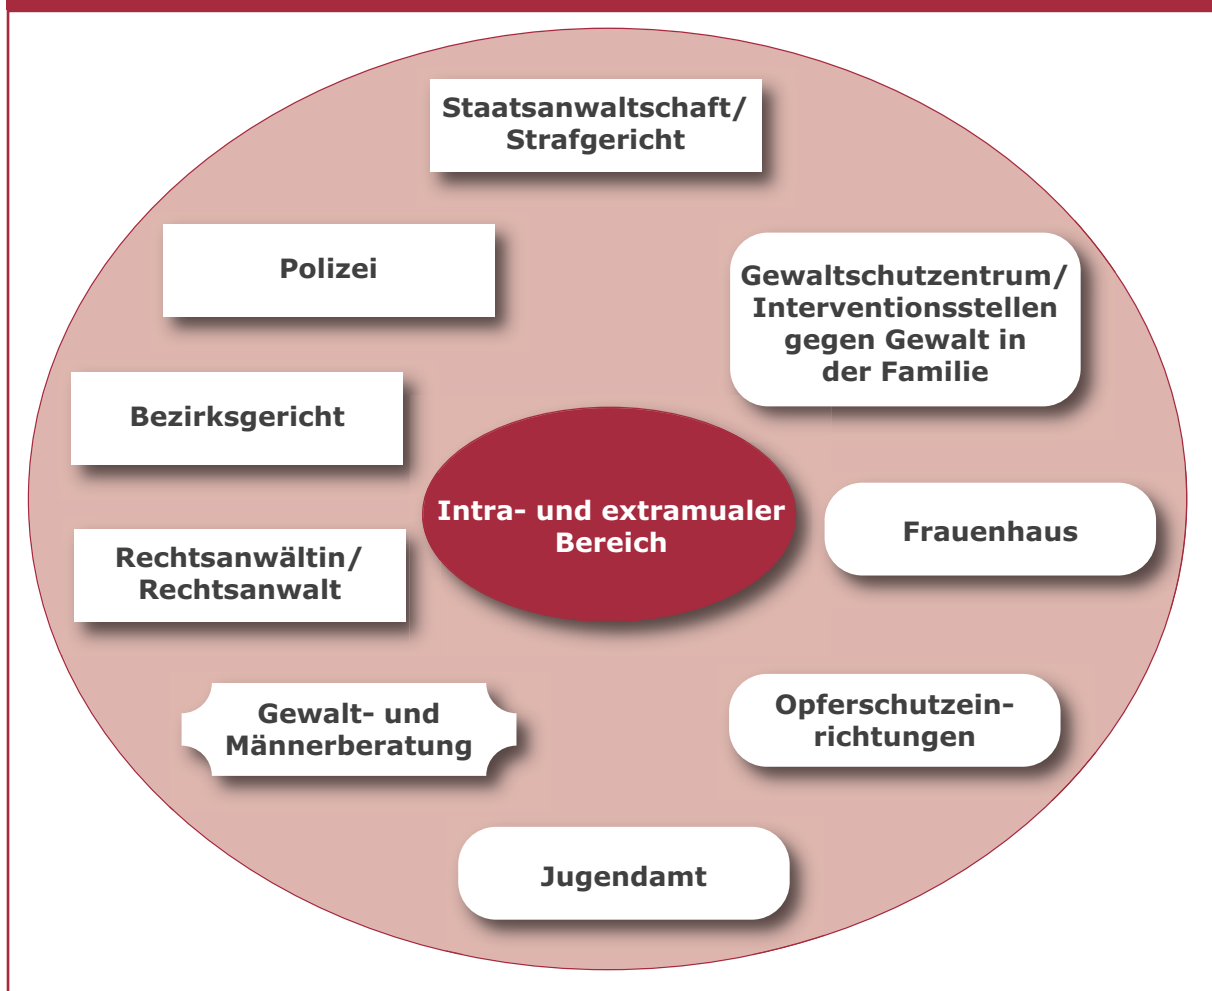 Staatsanwaltschaft/
Strafgericht
Polizei
Gewaltschutzentrum/
Interventionsstellen
gegen Gewalt in
der Familie
Bezirksgericht
Intra- und extramualer
Bereich
Frauenhaus
Rechtsanwältin/
Rechtsanwalt
Gewalt- und
Männerberatung
Opferschutzein-
richtungen
Jugendamt